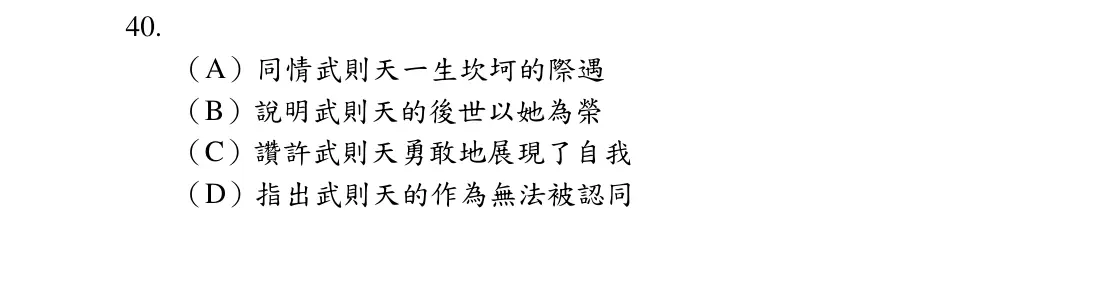 40.
（A）同情武則天一生坎坷的際遇
（B）說明武則天的後世以她為榮
（C）讚許武則天勇敢地展現了自我
（D）指出武則天的作為無法被認同